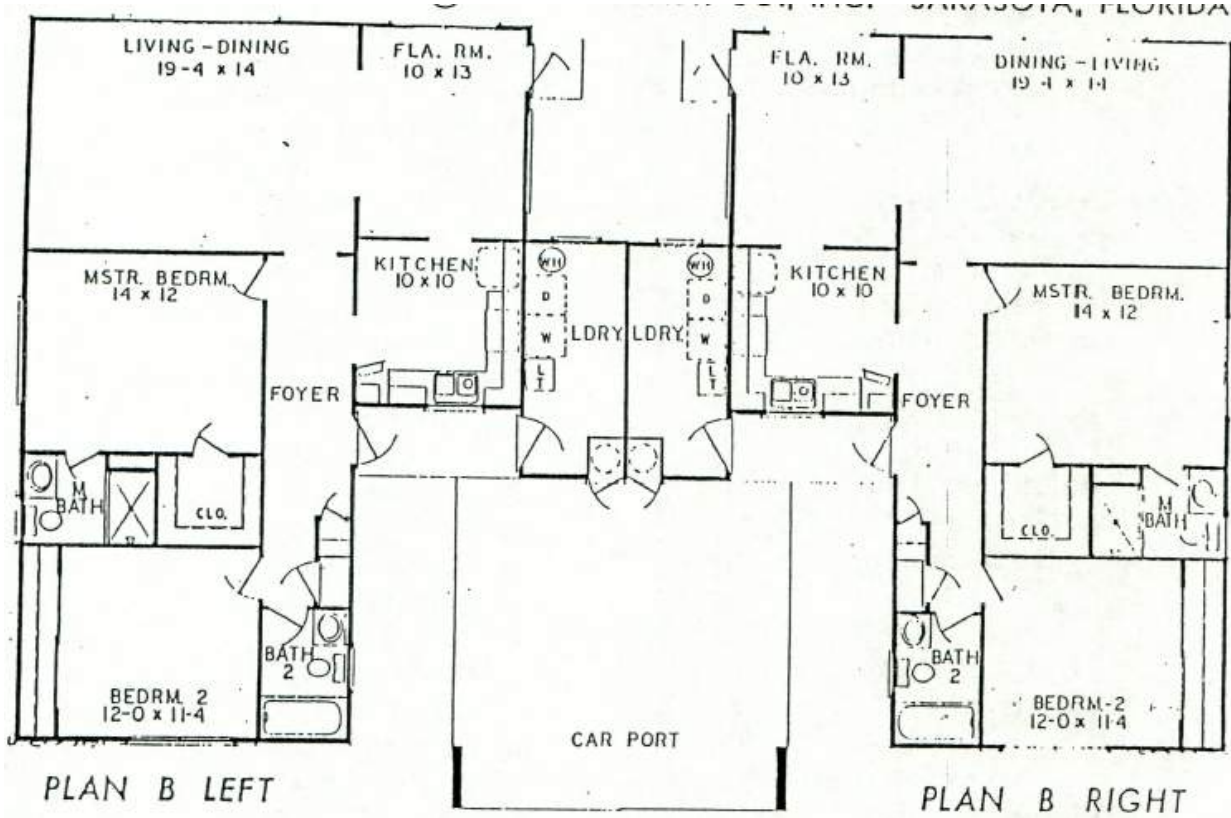 INC. SARASOTA, FLORIDA
LIVING-DINING
19-4 x 14
FLA. RM.
10 x 13
FLA. RM.
10 x 13
DINING-LIVING
19-4 x 14
MSTR. BEDRM.
14 x 12
KITCHEN
10 x 10
WH
D
W
L
T
LDRY.
LDRY.
WH
D
W
L
T
KITCHEN
10 x 10
MSTR. BEDRM.
14 x 12
FOYER
FOYER
M
BATH
CLO.
CLO.
M
BATH
BATH
2
BATH
2
BEDRM. 2
12-0 x 11-4
BEDRM-2
12-0 x 11-4
CAR PORT
PLAN B LEFT
PLAN B RIGHT